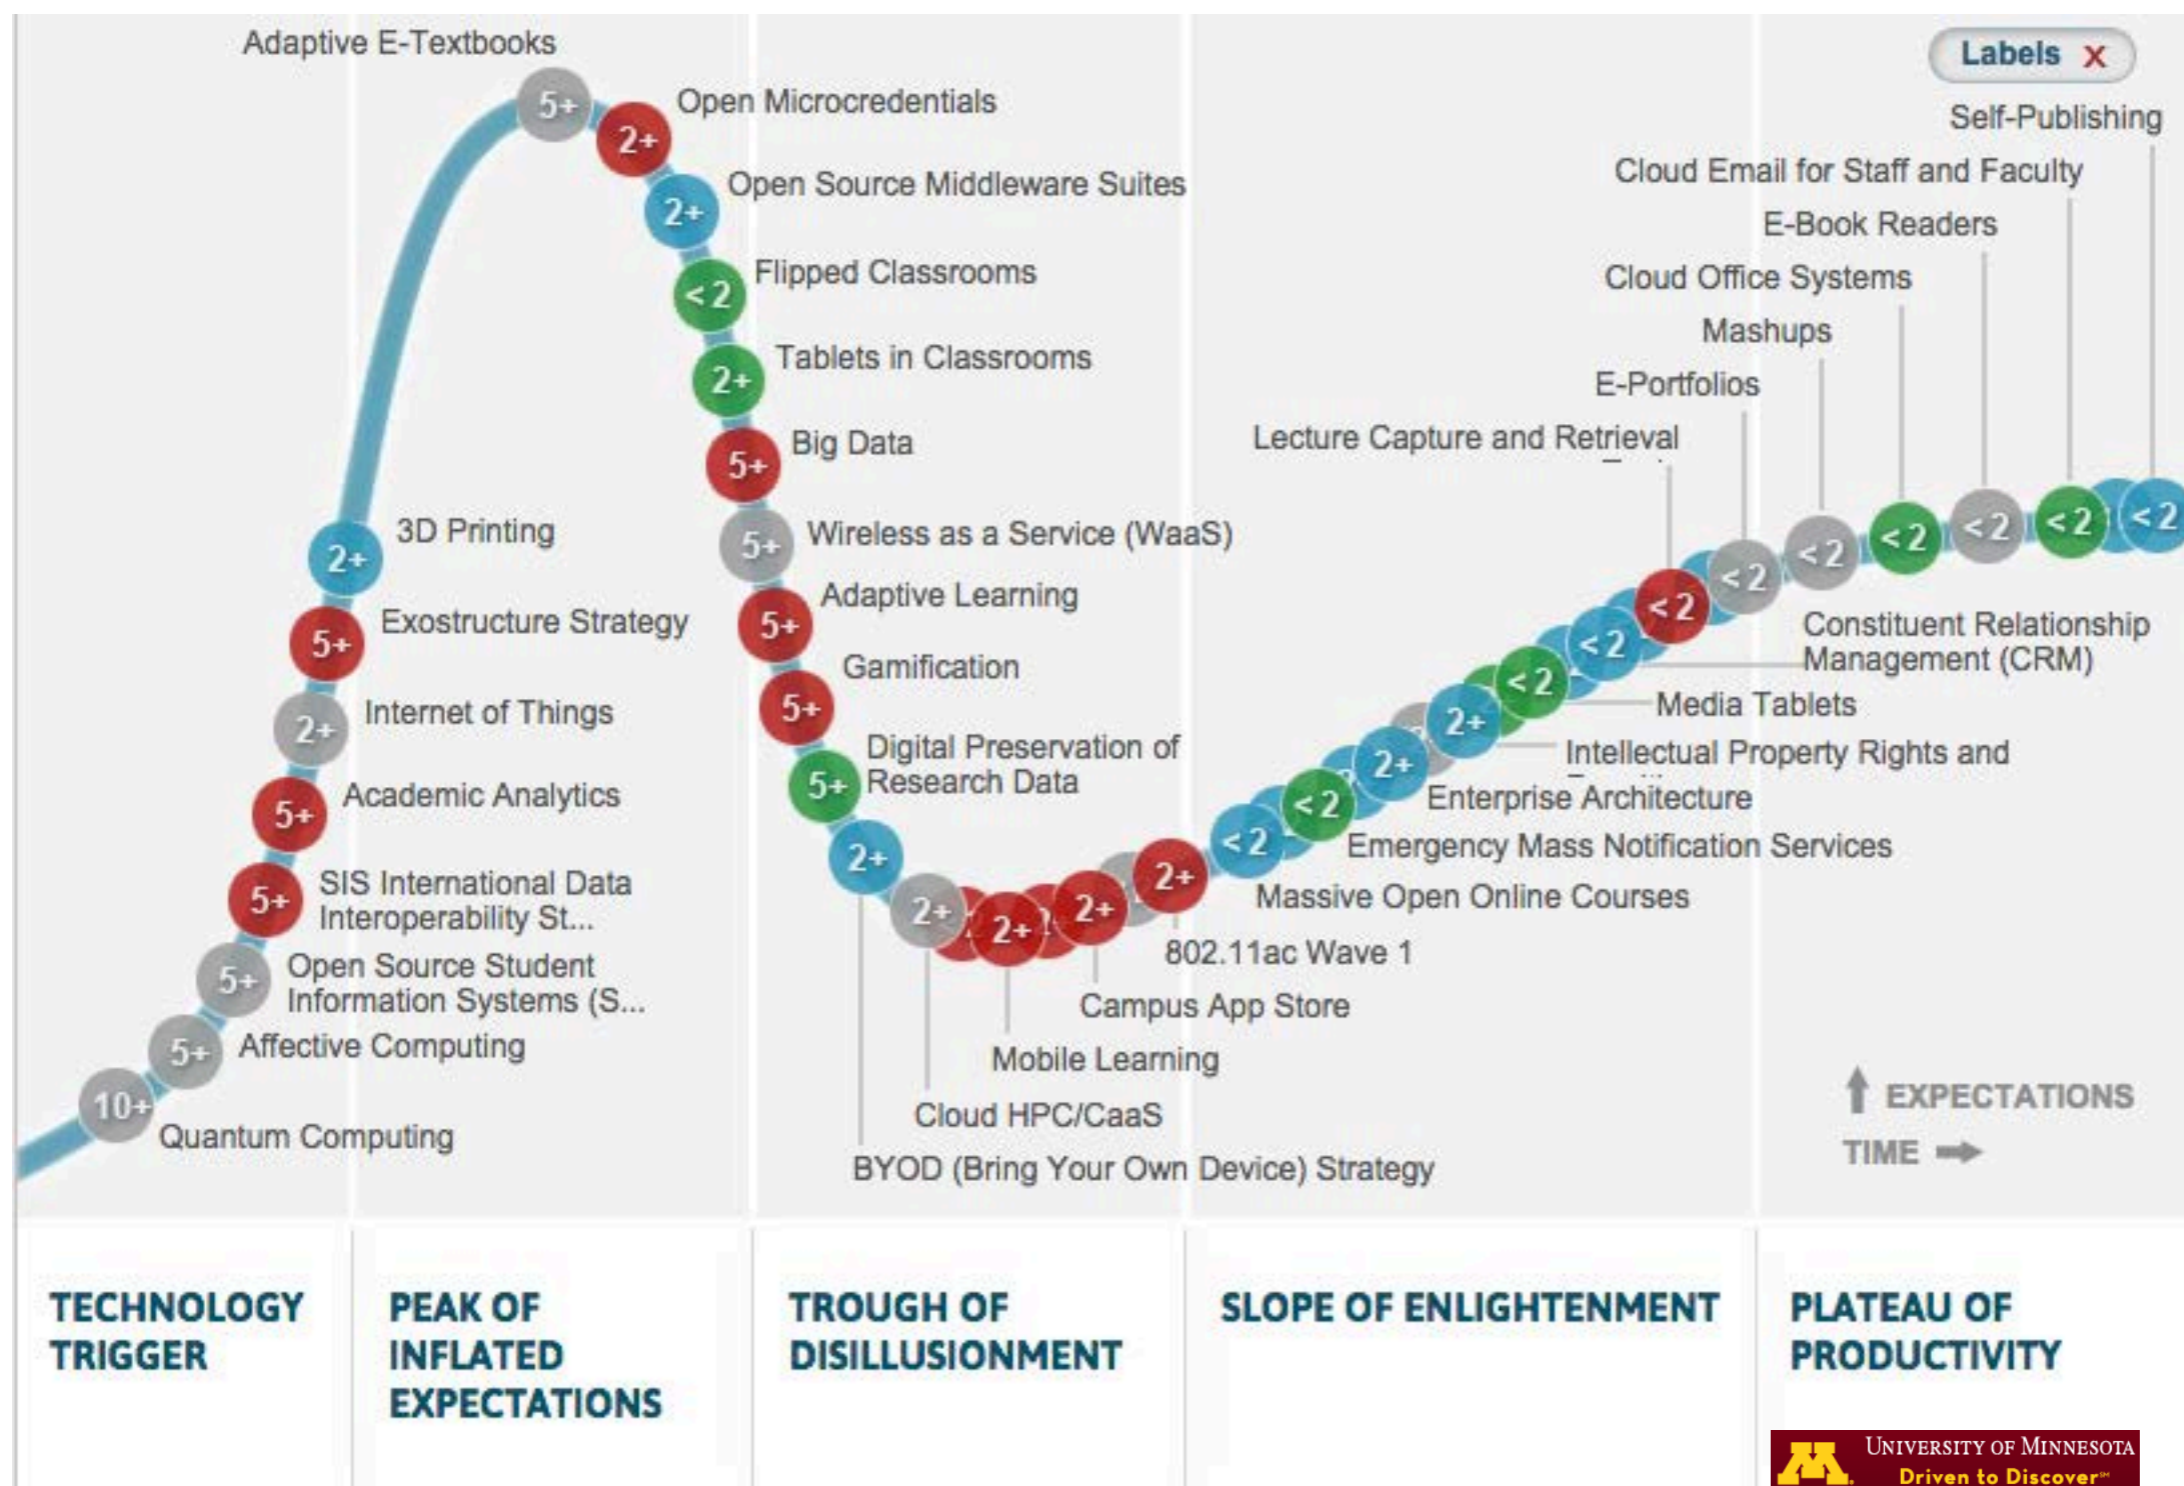 Adaptive E-Textbooks
5+
Labels X
Open Microcredentials
2+
Self-Publishing
Open Source Middleware Suites
2+
Cloud Email for Staff and Faculty
E-Book Readers
Flipped Classrooms
< 2
Cloud Office Systems
Tablets in Classrooms
2+
Mashups
E-Portfolios
Big Data
5+
Lecture Capture and Retrieval
3D Printing
2+
Wireless as a Service (WaaS)
5+
< 2
< 2
< 2
< 2
< 2
< 2
< 2
Adaptive Learning
5+
Exostructure Strategy
5+
Constituent Relationship
Management (CRM)
< 2
Gamification
5+
Internet of Things
2+
Media Tablets
< 2
Digital Preservation of
Research Data
5+
Intellectual Property Rights and
2+
Academic Analytics
5+
Enterprise Architecture
2+
Emergency Mass Notification Services
< 2
Massive Open Online Courses
< 2
SIS International Data
Interoperability St...
5+
2+
2+
2+
2+
2+
802.11ac Wave 1
Open Source Student
Information Systems (S...
5+
Campus App Store
Affective Computing
5+
Mobile Learning
10+
Quantum Computing
Cloud HPC/CaaS
BYOD (Bring Your Own Device) Strategy
EXPECTATIONS
TIME
TECHNOLOGY
TRIGGER
PEAK OF
INFLATED
EXPECTATIONS
TROUGH OF
DISILLUSIONMENT
SLOPE OF ENLIGHTENMENT
PLATEAU OF
PRODUCTIVITY
M
UNIVERSITY OF MINNESOTA
Driven to Discover℠